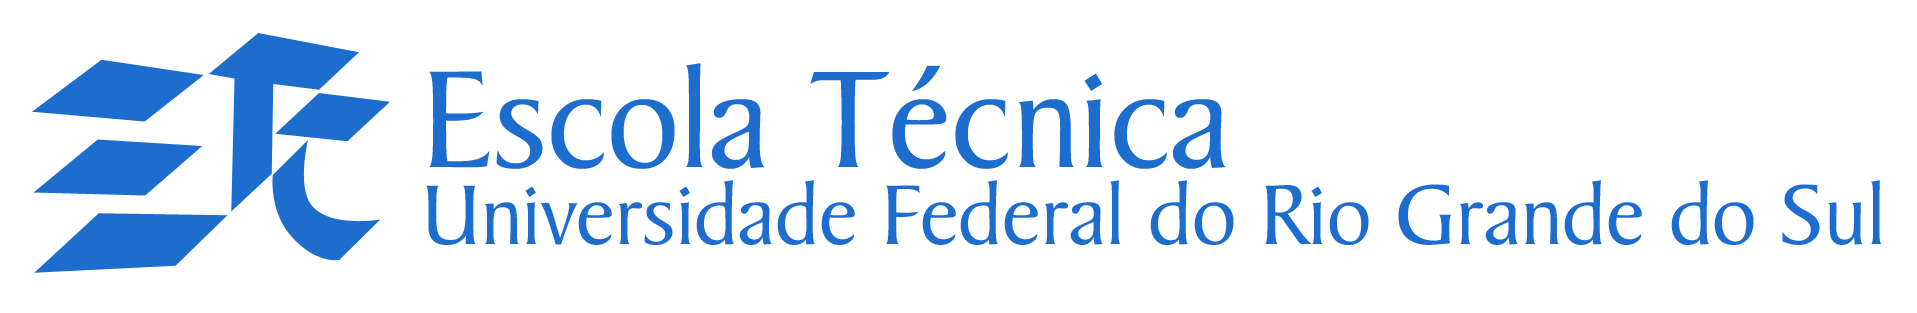 Escola Técnica
Universidade Federal do Rio Grande do Sul